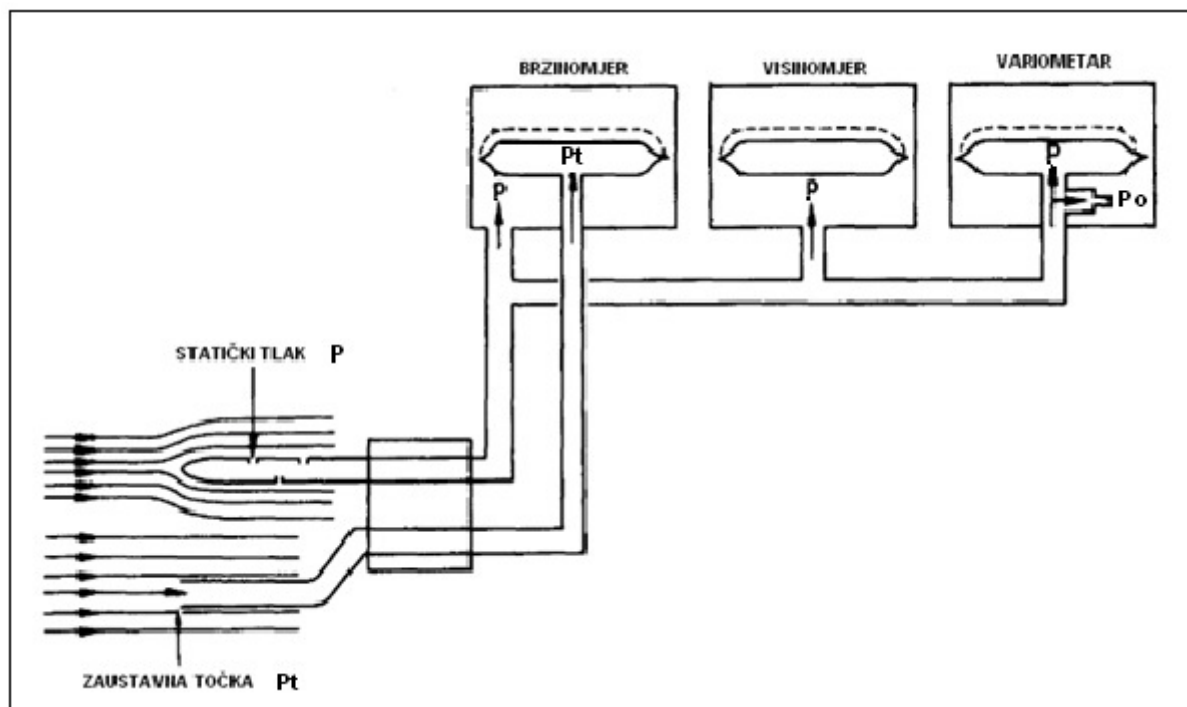 BRZINOMJER
VISINOMJER
VARIOMETAR
Pt
P
P
P
Po
STATIČKI TLAK P
ZAUSTAVNA TOČKA Pt